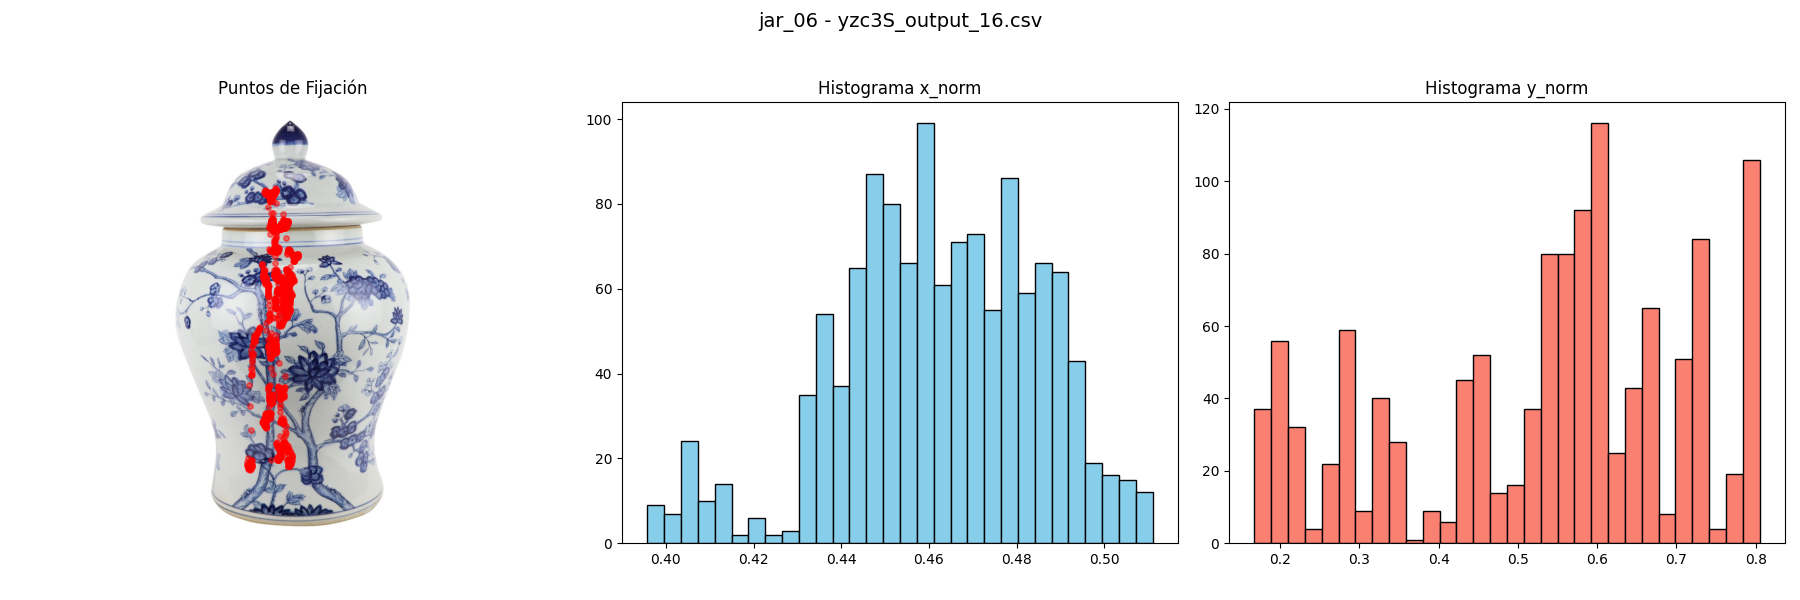 jar_06 - yzc3S_output_16.csv
Puntos de Fijación
Histograma x_norm
100
80
60
40
20
0
0.40 0.42 0.44 0.46 0.48 0.50
Histograma y_norm
120
100
80
60
40
20
0
0.2 0.3 0.4 0.5 0.6 0.7 0.8